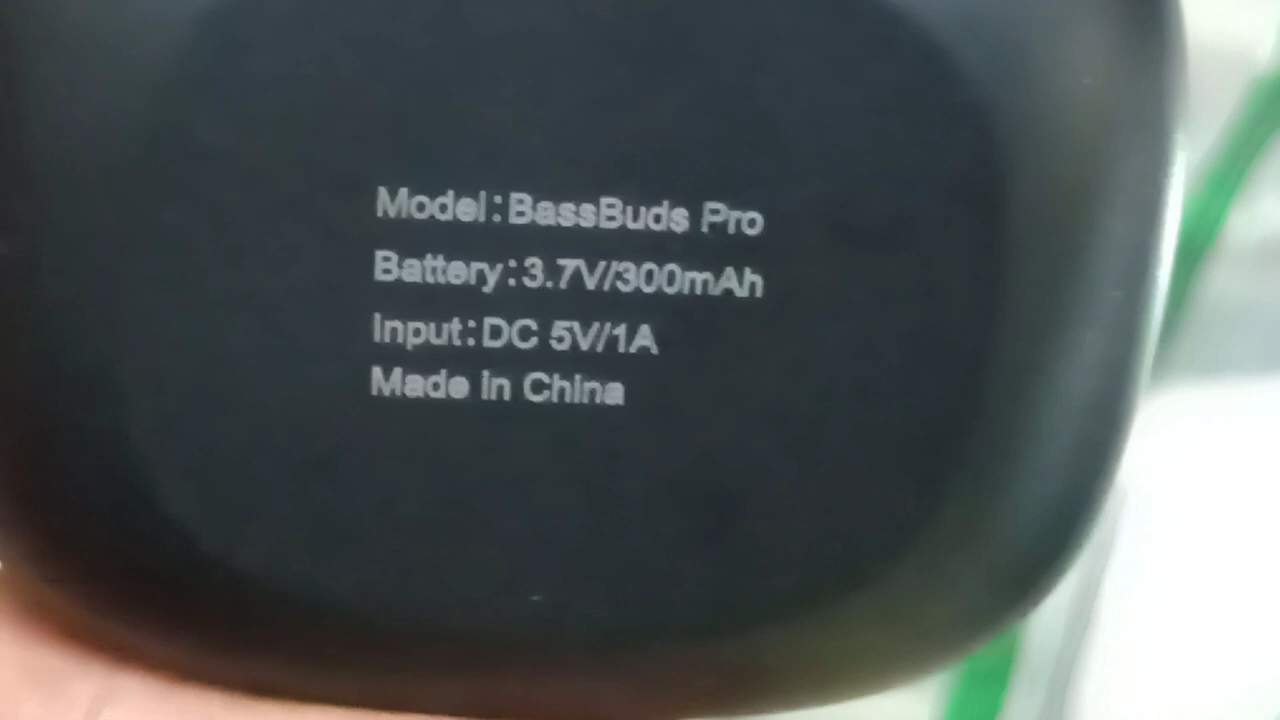 Model:BassBuds Pro
Battery:3.7V/300mAh
Input:DC 5V/1A
Made in China